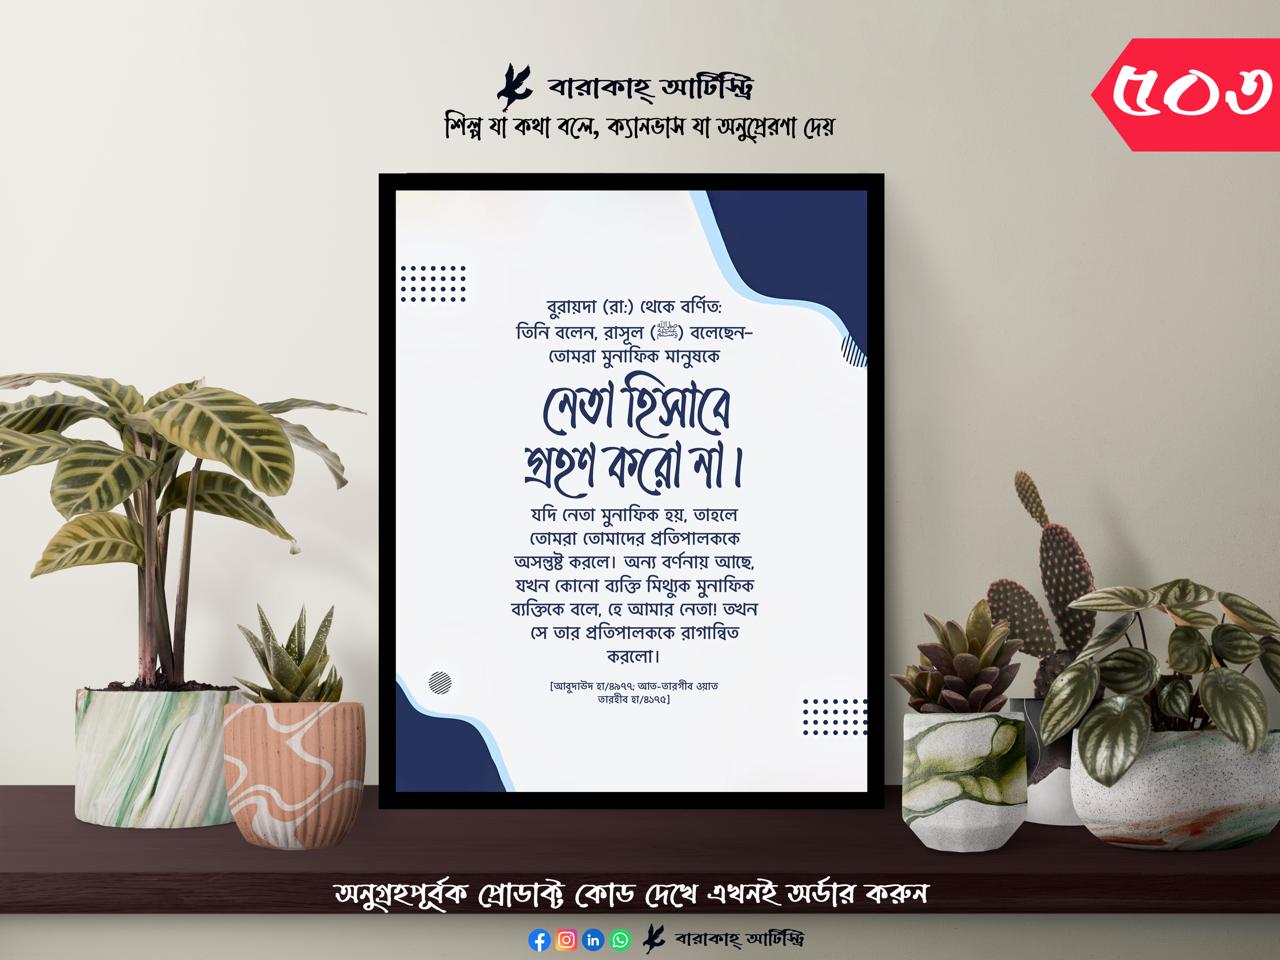 বারাকাহ্ আর্টিস্ট্রি
শিল্প যা কথা বলে, ক্যানভাস যা অনুপ্রেরণা দেয়
৫০৩
বুরায়দা (রা:) থেকে বর্ণিত:
তিনি বলেন, রাসূল (ﷺ) বলেছেন–
তোমরা মুনাফিক মানুষকে
নেতা হিসাবে
গ্রহণ করো না।
যদি নেতা মুনাফিক হয়, তাহলে
তোমরা তোমাদের প্রতিপালককে
অসন্তুষ্ট করলে। অন্য বর্ণনায় আছে,
যখন কোনো ব্যক্তি মিথ্যুক মুনাফিক
ব্যক্তিকে বলে, হে আমার নেতা! তখন
সে তার প্রতিপালককে রাগান্বিত
করলো।
[আবূদাঊদ হা/৪৯৭৭; আত-তারগীব ওয়াত
তারহীব হা/৪১৭৫]
অনুগ্রহপূর্বক প্রোডাক্ট কোড দেখে এখনই অর্ডার করুন
বারাকাহ্ আর্টিস্ট্রি